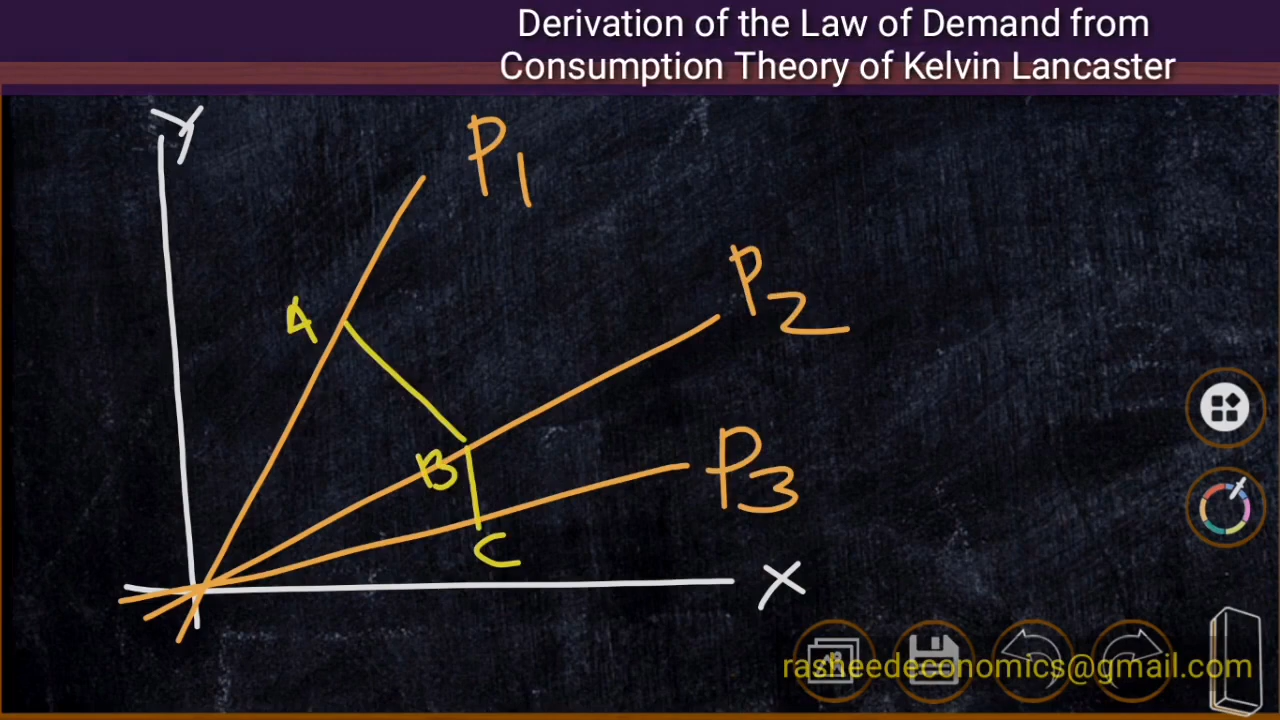 Derivation of the Law of Demand from
Consumption Theory of Kelvin Lancaster
Y
P1
P2
A
B
P3
C
X
rasheedeconomics@gmail.com